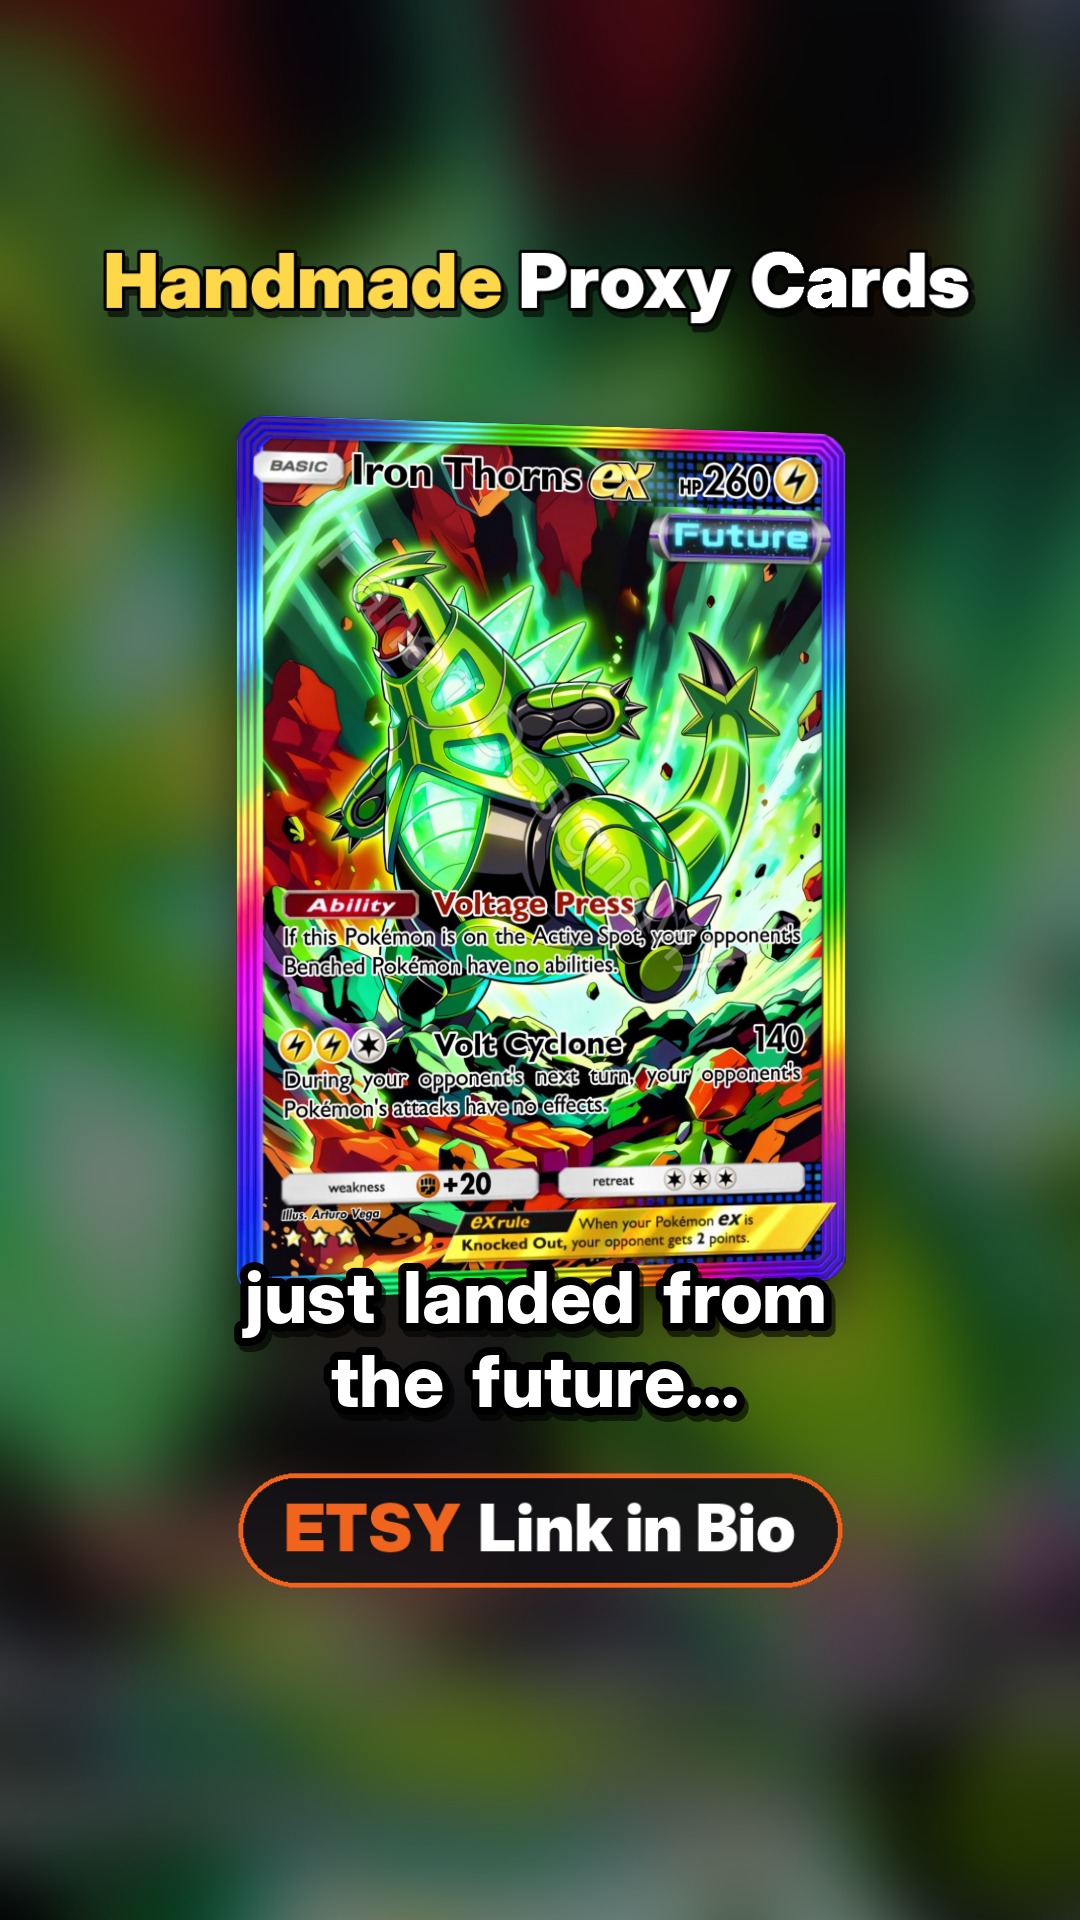 Handmade Proxy Cards
BASIC Iron Thorns ex HP260
Future
Ability Voltage Press
If this Pokémon is on the Active Spot, your opponent's
Benched Pokémon have no abilities.
Volt Cyclone 140
During your opponent's next turn, your opponent's
Pokémon's attacks have no effects.
weakness +20 retreat
Illus. Arturo Vega
ex rule When your Pokémon ex is
Knocked Out, your opponent gets 2 points.
just landed from
the future...
ETSY Link in Bio